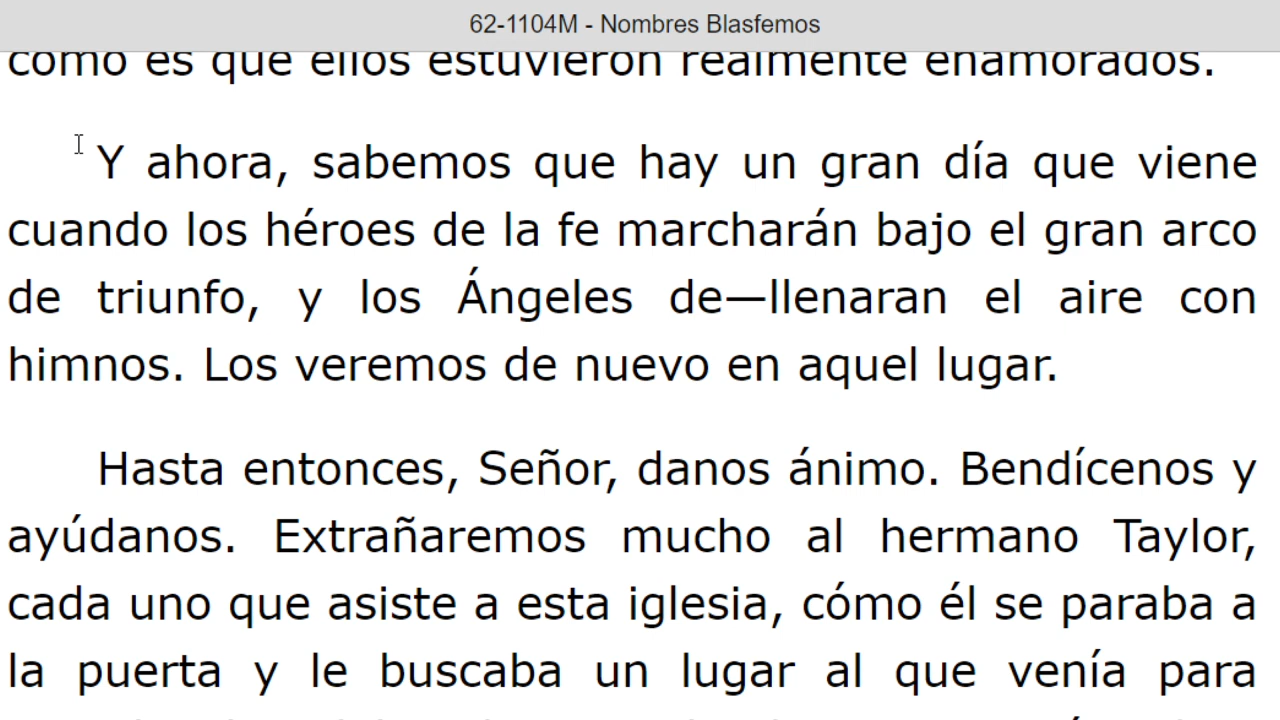 62-1104M - Nombres Blasfemos
cómo es que ellos estuvieron realmente enamorados.
Y ahora, sabemos que hay un gran día que viene
cuando los héroes de la fe marcharán bajo el gran arco
de triunfo, y los Ángeles de—llenaran el aire con
himnos. Los veremos de nuevo en aquel lugar.
Hasta entonces, Señor, danos ánimo. Bendícenos y
ayúdanos. Extrañaremos mucho al hermano Taylor,
cada uno que asiste a esta iglesia, cómo él se paraba a
la puerta y le buscaba un lugar al que venía para